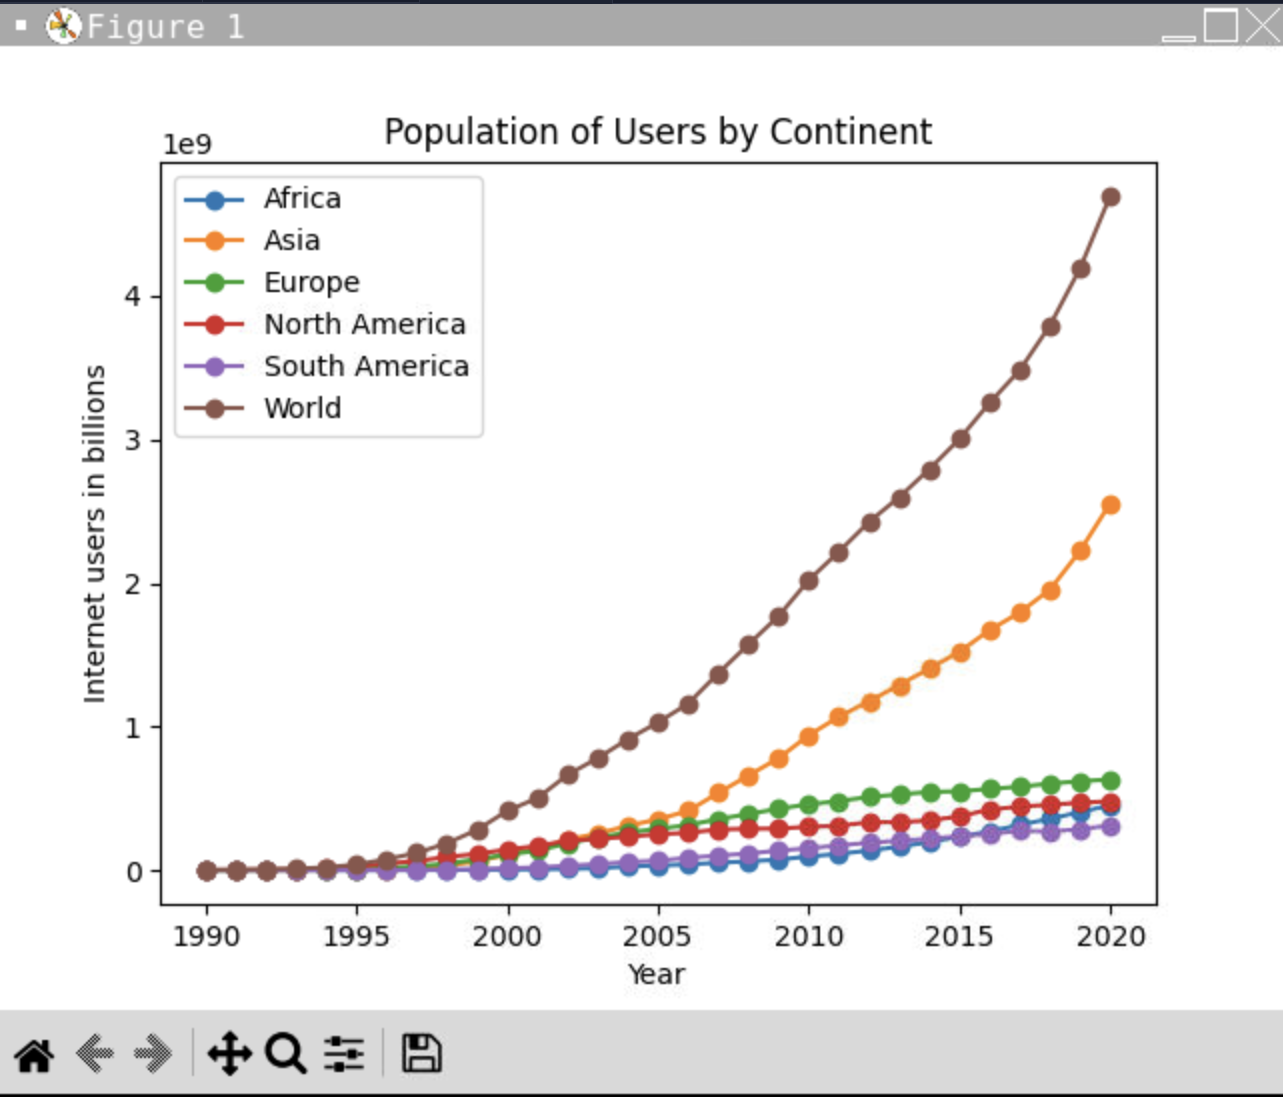 Figure 1
Population of Users by Continent
1e9
Africa
Asia
Europe
North America
South America
World
4
3
2
1
0
Internet users in billions
1990 1995 2000 2005 2010 2015 2020
Year